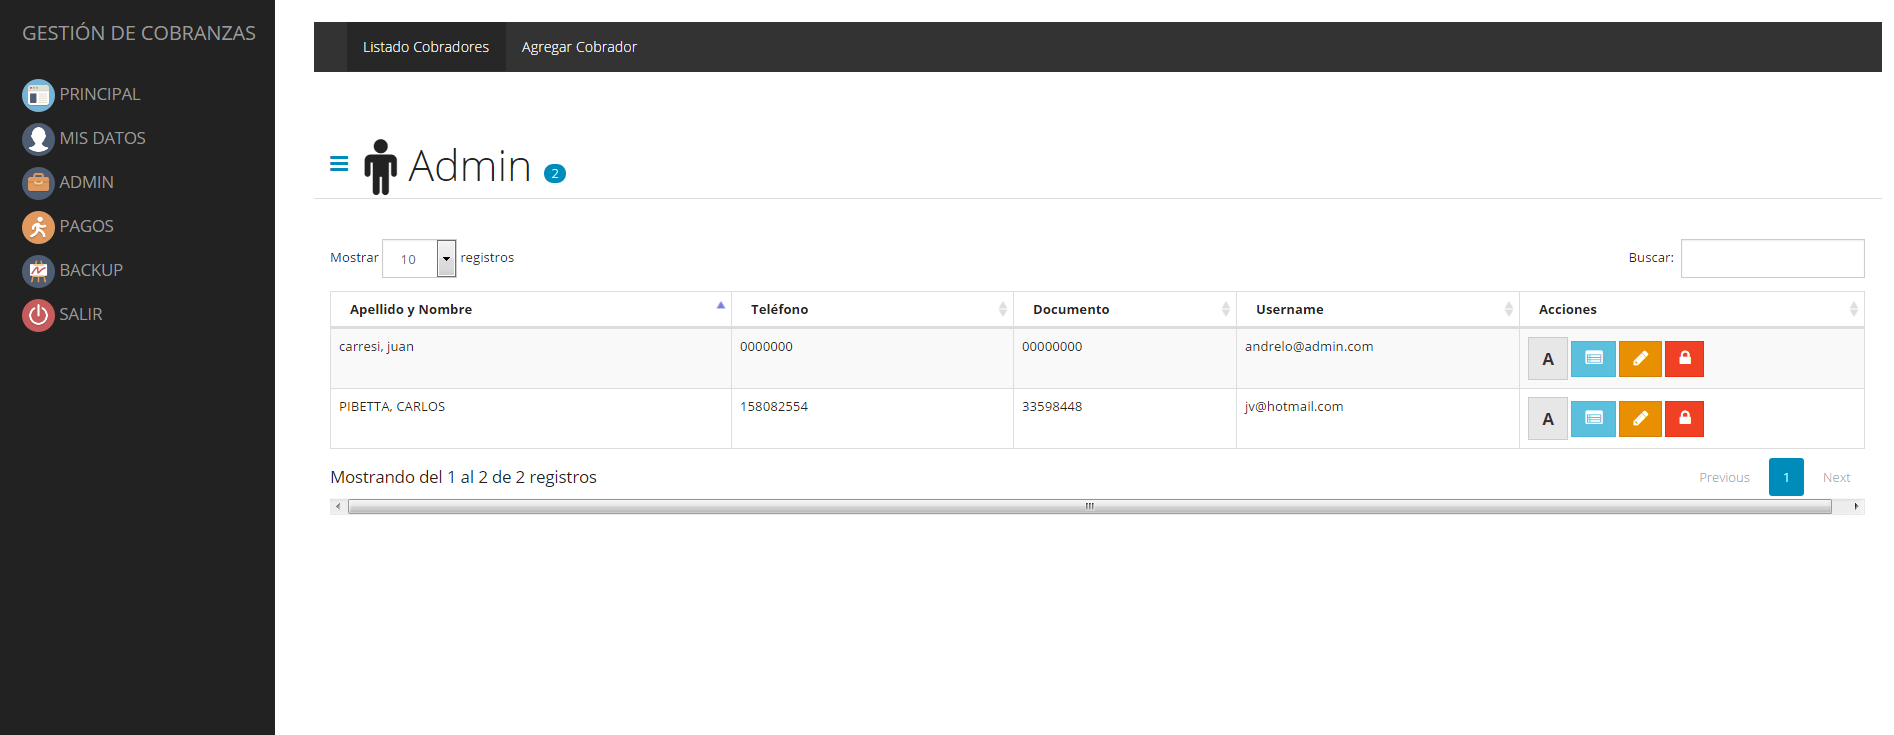 GESTIÓN DE COBRANZAS
PRINCIPAL
MIS DATOS
ADMIN
PAGOS
BACKUP
SALIR
Listado Cobradores Agregar Cobrador
Admin 2
Mostrar 10 registros Buscar:
Apellido y Nombre Teléfono Documento Username Acciones
carresi, juan 0000000 00000000 andrelo@admin.com A
PIBETTA, CARLOS 158082554 33598448 jv@hotmail.com A
Mostrando del 1 al 2 de 2 registros Previous 1 Next